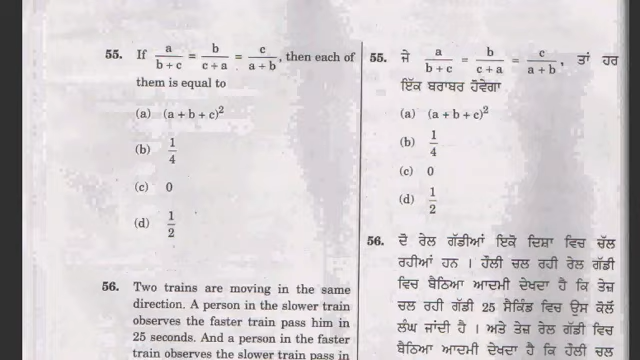 55. If a/(b + c) = b/(c + a) = c/(a + b), then each of
them is equal to
(a) (a + b + c)²
(b) 1/4
(c) 0
(d) 1/2
56. Two trains are moving in the same
direction. A person in the slower train
observes the faster train pass him in
25 seconds. And a person in the faster
train observes the slower train pass in
55. ਜੇ a/(b + c) = b/(c + a) = c/(a + b), ਤਾਂ ਹਰ
ਇੱਕ ਬਰਾਬਰ ਹੋਵੇਗਾ
(a) (a + b + c)²
(b) 1/4
(c) 0
(d) 1/2
56. ਦੋ ਰੇਲ ਗੱਡੀਆਂ ਇਕੋ ਦਿਸ਼ਾ ਵਿਚ ਚੱਲ
ਰਹੀਆਂ ਹਨ । ਹੌਲੀ ਚਲ ਰਹੀ ਰੇਲ ਗੱਡੀ
ਵਿਚ ਬੈਠਿਆ ਆਦਮੀ ਦੇਖਦਾ ਹੈ ਕਿ ਤੇਜ਼
ਚਲ ਰਹੀ ਗੱਡੀ 25 ਸੈਕਿੰਡ ਵਿਚ ਉਸ ਕੋਲੋਂ
ਲੰਘ ਜਾਂਦੀ ਹੈ । ਅਤੇ ਤੇਜ਼ ਰੇਲ ਗੱਡੀ ਵਿਚ
ਬੈਠਿਆ ਆਦਮੀ ਦੇਖਦਾ ਹੈ ਕਿ ਹੌਲੀ ਚਲ